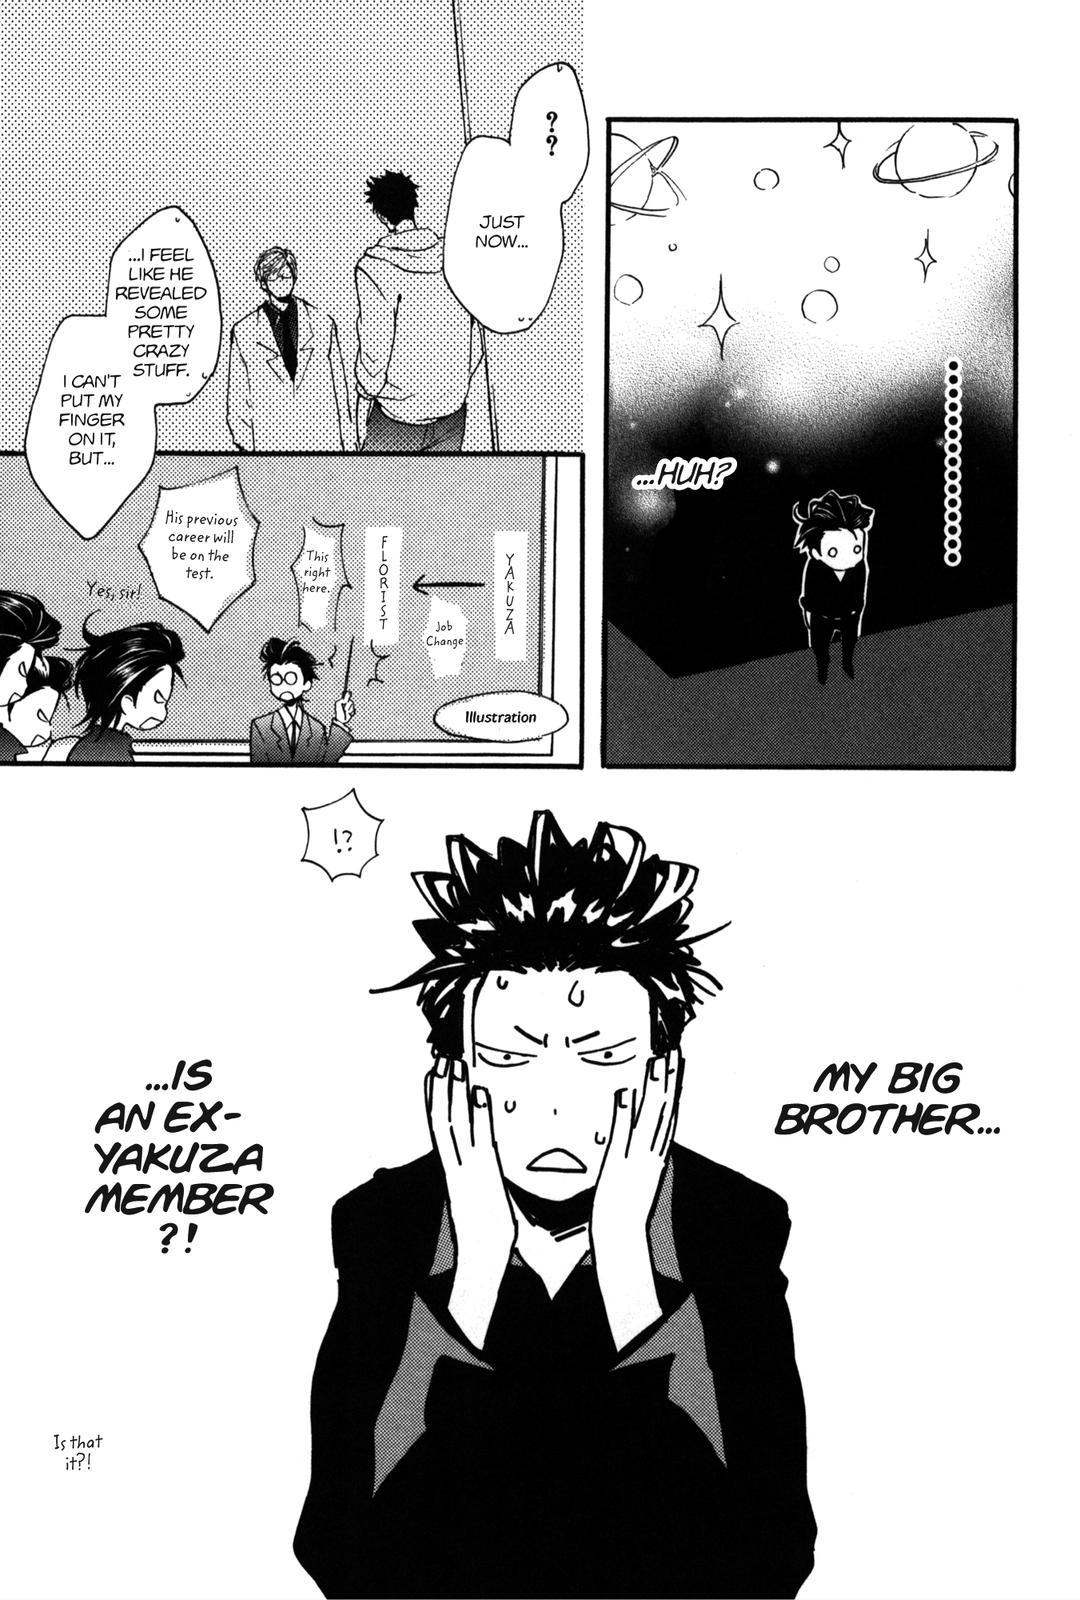 ...HUH?
??
JUST
NOW...
...I FEEL
LIKE HE
REVEALED
SOME
PRETTY
CRAZY
STUFF.
I CAN'T
PUT MY
FINGER
ON IT,
BUT...
YAKUZA
Job
Change
FLORIST
This
right
here.
His previous
career will
be on the
test.
Yes, sir!
Illustration
!?
MY BIG
BROTHER...
...IS
AN EX-
YAKUZA
MEMBER
?!
Is that
it?!